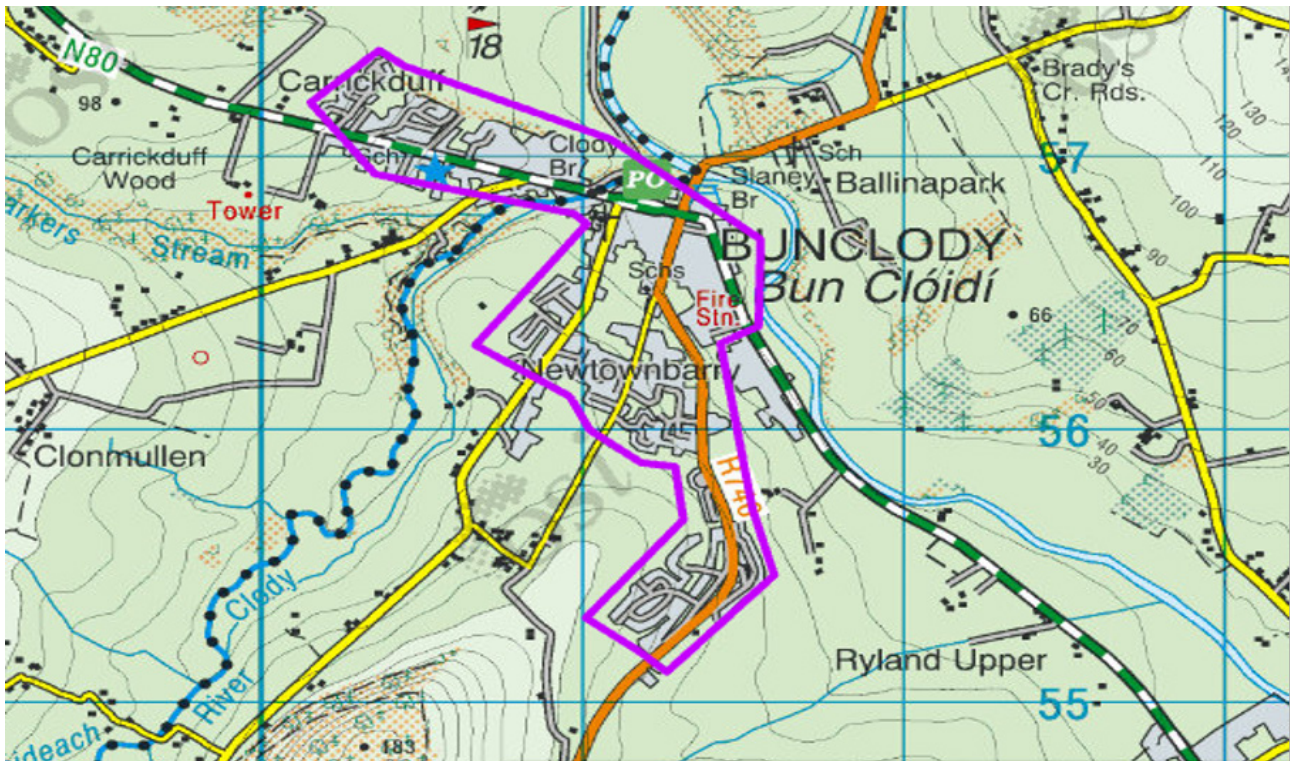 N80
18
Carrickduff
98
Carrickduff
Wood
Sch
Clody
Br
PO
Sch
Slaney
Br
Ballinapark
Brady's
Cr. Rds.
57
130
120
110
100
90
Tower
arkers
Stream
BUNCLODY
Bun Clóidí
Schs
Fire
Stn.
66
70
60
50
40
30
Newtownbarry
56
Clonmullen
R746
Clody
River
Ryland Upper
55
183
ideach